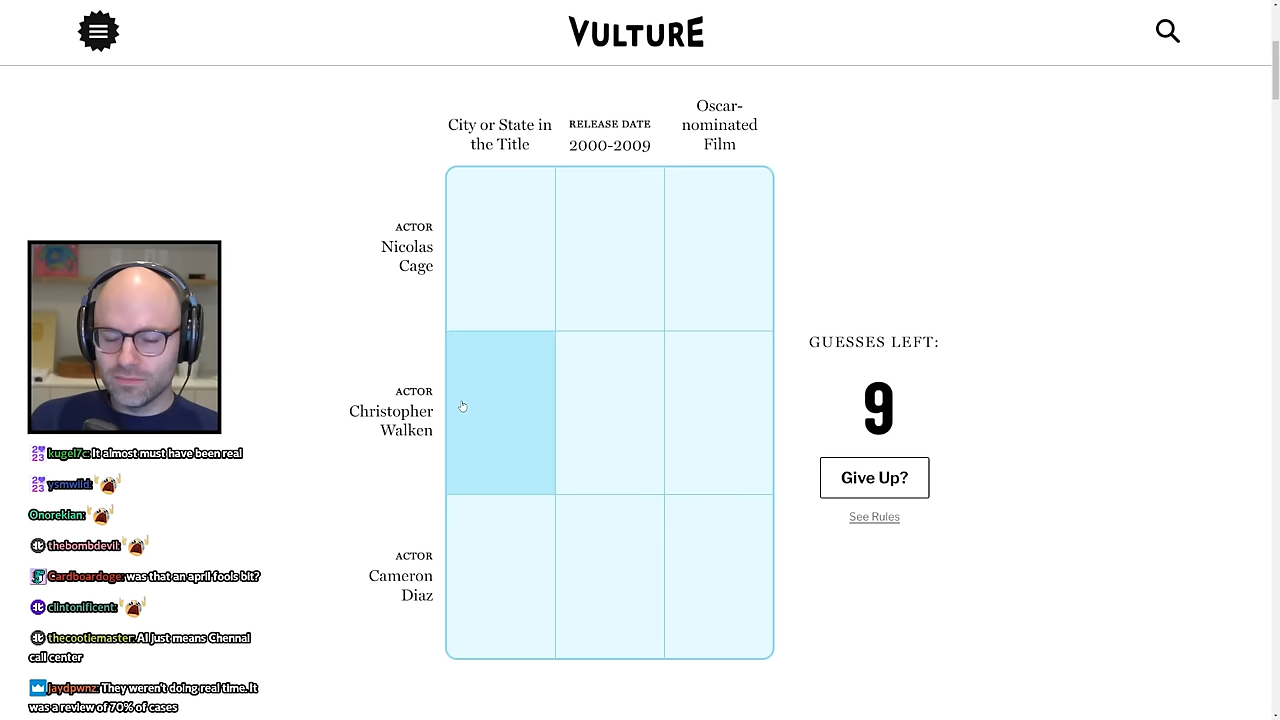 VULTURE
City or State in
the Title
RELEASE DATE
2000-2009
Oscar-
nominated
Film
ACTOR
Nicolas
Cage
ACTOR
Christopher
Walken
ACTOR
Cameron
Diaz
GUESSES LEFT:
9
Give Up?
See Rules
kugel7c: It almost must have been real
ysmwild:
Onorekian:
thebombdevil:
Cardboardoge: was that an april fools bit?
clintonificent:
thecootiemaster: AI just means Chennai
call center
jaydpwnz: They weren't doing real time. It
was a review of 70% of cases